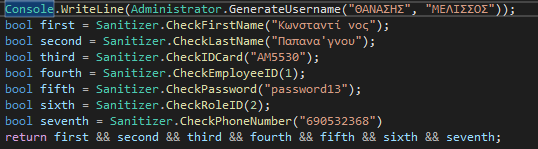 Console.WriteLine(Administrator.GenerateUsername("ΘΑΝΑΣΗΣ", "ΜΕΛΙΣΣΟΣ"));
bool first = Sanitizer.CheckFirstName("Κωνσταντί νος");
bool second = Sanitizer.CheckLastName("Παπανα'γνου");
bool third = Sanitizer.CheckIDCard("AM5530");
bool fourth = Sanitizer.CheckEmployeeID(1);
bool fifth = Sanitizer.CheckPassword("password13");
bool sixth = Sanitizer.CheckRoleID(2);
bool seventh = Sanitizer.CheckPhoneNumber("690532368")
return first && second && third && fourth && fifth && sixth && seventh;